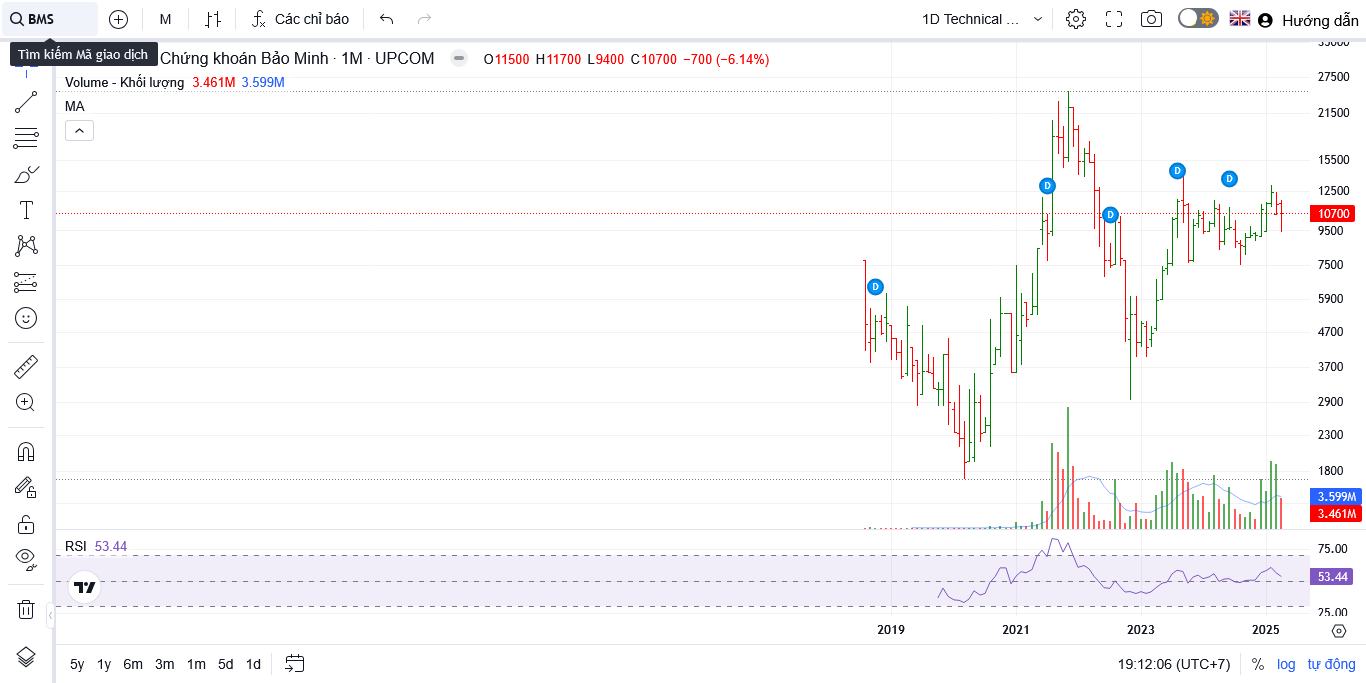 BMS M Các chỉ báo 1D Technical ... Hướng dẫn
Tìm kiếm Mã giao dịch
Chứng khoán Bảo Minh · 1M · UPCOM O11500 H11700 L9400 C10700 −700 (−6.14%)
Volume - Khối lượng 3.461M 3.599M
MA
33000
27500
21500
15500
12500
10700
9500
7500
5900
4700
3700
2900
2300
1800
3.599M
3.461M
D
D
D
D
D
RSI 53.44
75.00
53.44
25.00
2019 2021 2023 2025
5y 1y 6m 3m 1m 5d 1d 19:12:06 (UTC+7) % log tự động